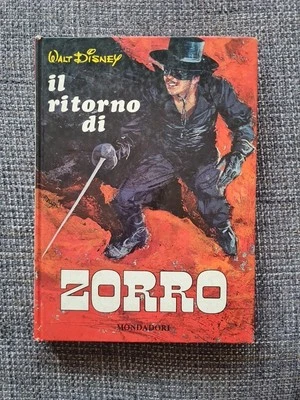 WALT DISNEY
il
ritorno
di
ZORRO
MONDADORI